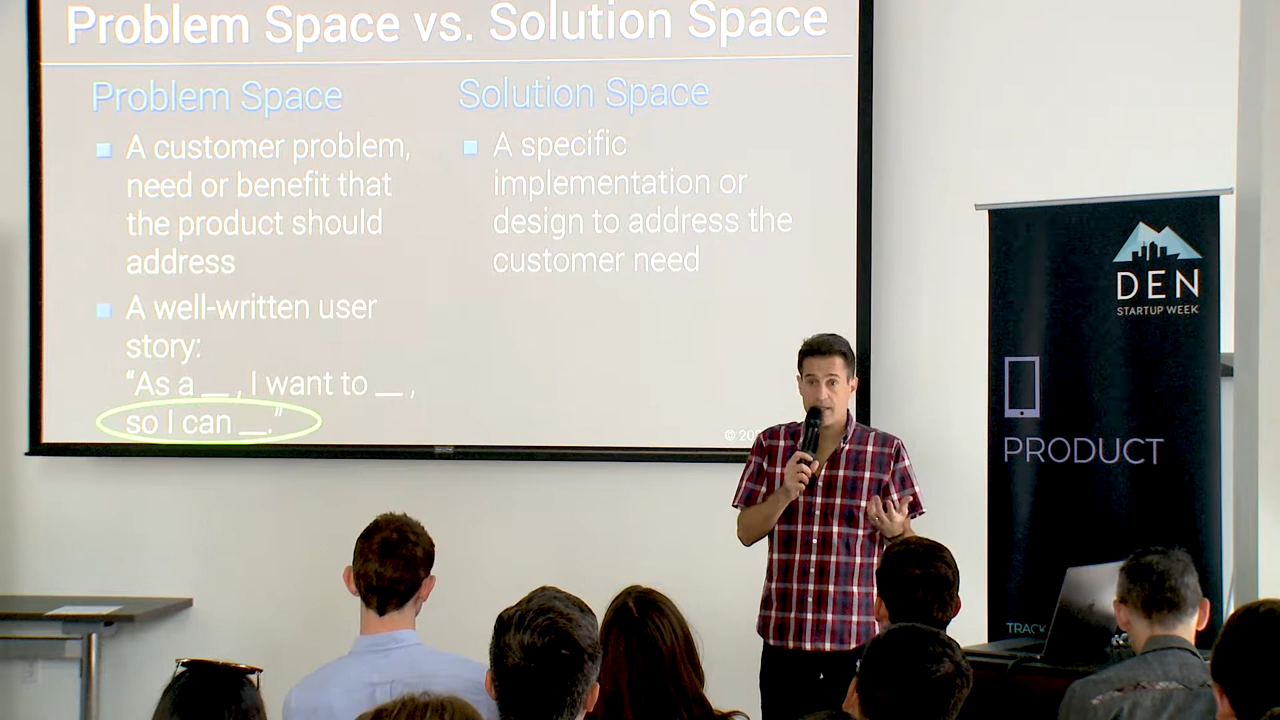 Problem Space vs. Solution Space
Problem Space
A customer problem,
need or benefit that
the product should
address
A well-written user
story:
“As a __ , I want to __ ,
so I can __.”
Solution Space
A specific
implementation or
design to address the
customer need
©
DEN
STARTUP WEEK
PRODUCT
TRACK